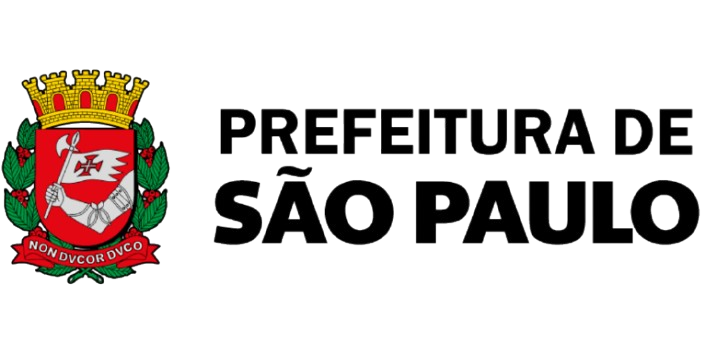 PREFEITURA DE
SÃO PAULO
NON DVCOR DVCO